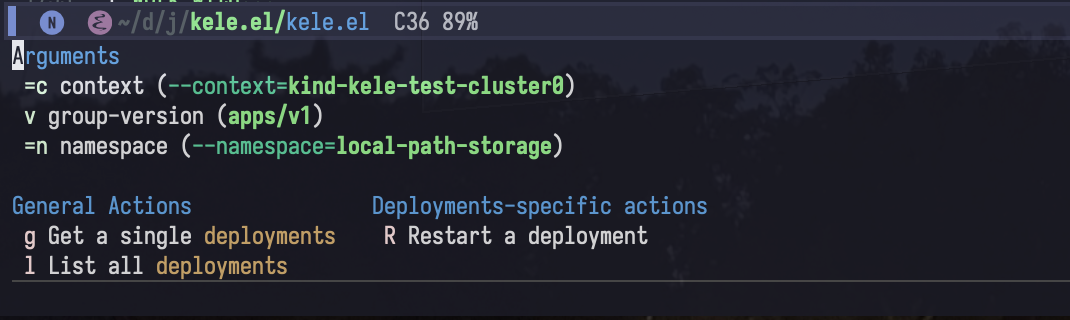 N ~/d/j/kele.el/kele.el C36 89%
Arguments
=c context (--context=kind-kele-test-cluster0)
v group-version (apps/v1)
=n namespace (--namespace=local-path-storage)
General Actions
g Get a single deployments
l List all deployments
Deployments-specific actions
R Restart a deployment